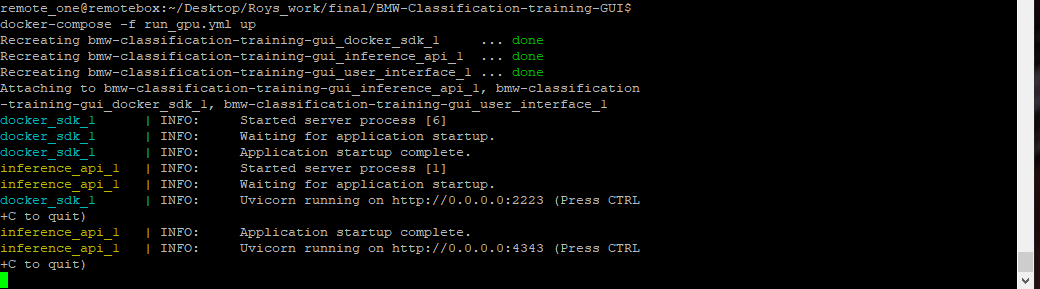 remote_one@remotebox:~/Desktop/Roys_work/final/BMW-Classification-training-GUI$
docker-compose -f run_gpu.yml up
Recreating bmw-classification-training-gui_docker_sdk_1     ... done
Recreating bmw-classification-training-gui_inference_api_1  ... done
Recreating bmw-classification-training-gui_user_interface_1 ... done
Attaching to bmw-classification-training-gui_inference_api_1, bmw-classification
-training-gui_docker_sdk_1, bmw-classification-training-gui_user_interface_1
docker_sdk_1      | INFO:     Started server process [6]
docker_sdk_1      | INFO:     Waiting for application startup.
docker_sdk_1      | INFO:     Application startup complete.
inference_api_1   | INFO:     Started server process [1]
inference_api_1   | INFO:     Waiting for application startup.
docker_sdk_1      | INFO:     Uvicorn running on http://0.0.0.0:2223 (Press CTRL
+C to quit)
inference_api_1   | INFO:     Application startup complete.
inference_api_1   | INFO:     Uvicorn running on http://0.0.0.0:4343 (Press CTRL
+C to quit)